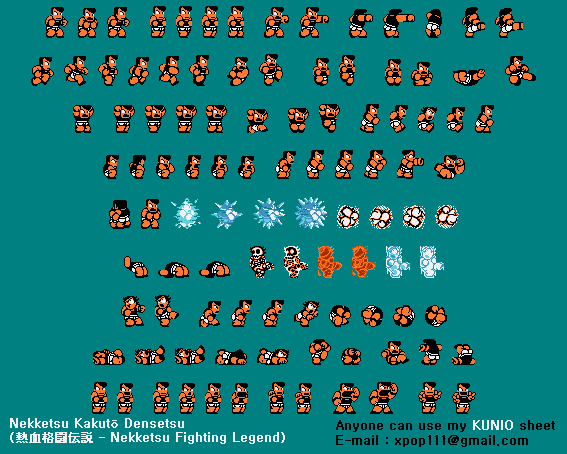 Nekketsu Kakutō Densetsu
(熱血格闘伝説 - Nekketsu Fighting Legend)
Anyone can use my KUNIO sheet
E-mail : xpop111@gmail.com